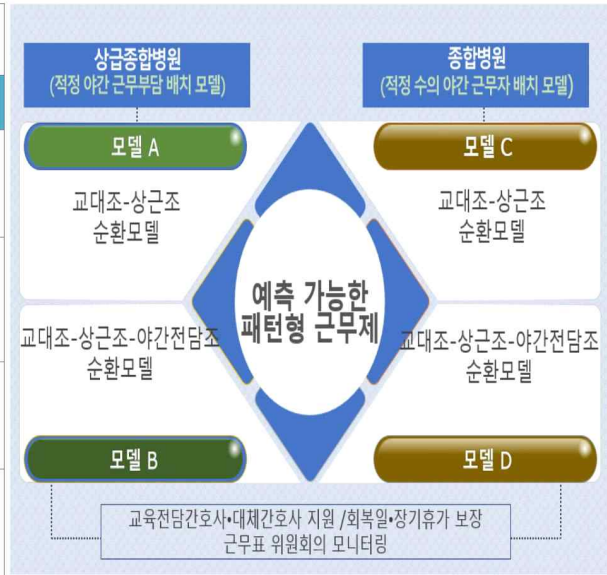 상급종합병원
(적정 야간 근무부담 배치 모델)
종합병원
(적정 수의 야간 근무자 배치 모델)
모델 A
교대조-상근조
순환모델
모델 C
교대조-상근조
순환모델
예측 가능한
패턴형 근무제
교대조-상근조-야간전담조
순환모델
모델 B
교대조-상근조-야간전담조
순환모델
모델 D
교육전담간호사•대체간호사 지원 /회복일•장기휴가 보장
근무표 위원회의 모니터링